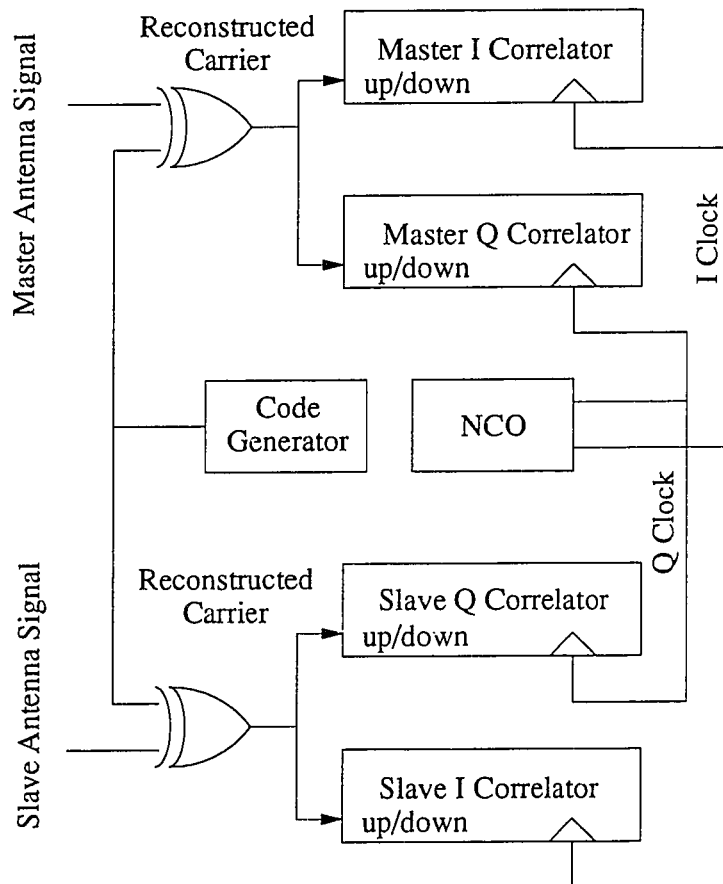 Master Antenna Signal
Reconstructed
Carrier
Master I Correlator
up/down
Master Q Correlator
up/down
I Clock
Code
Generator
NCO
Q Clock
Slave Antenna Signal
Reconstructed
Carrier
Slave Q Correlator
up/down
Slave I Correlator
up/down